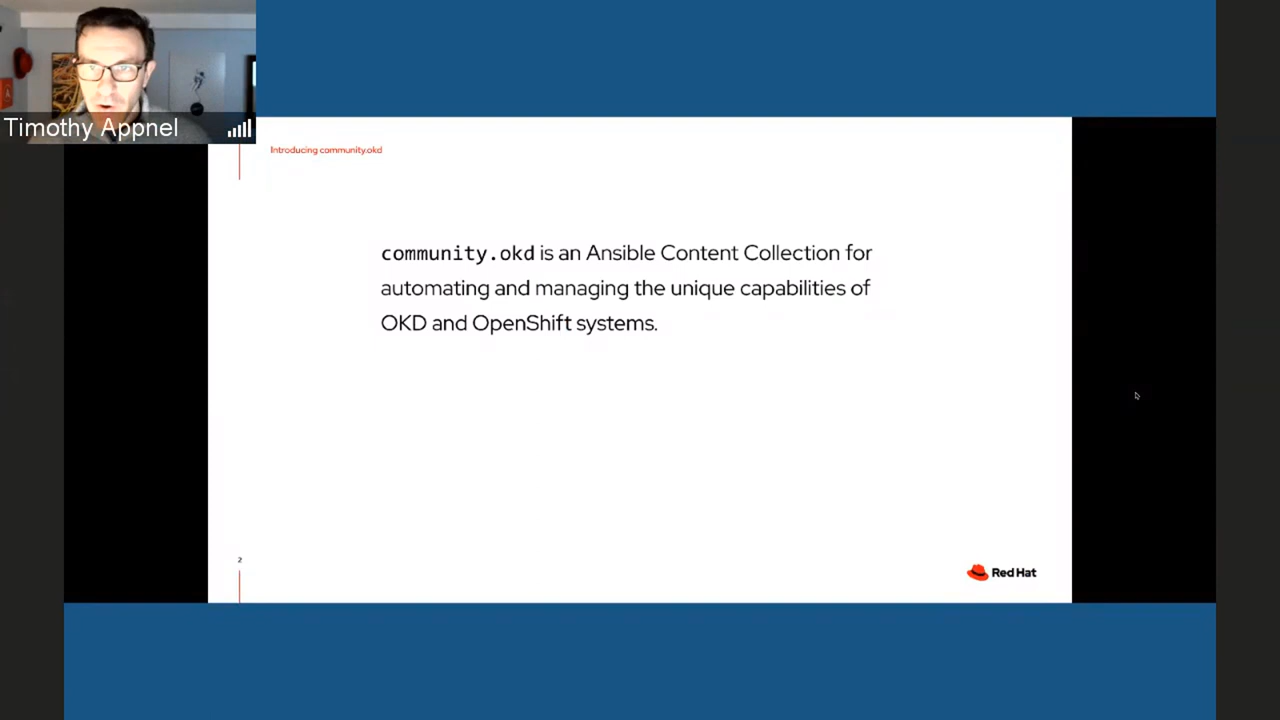 Timothy Appnel
Introducing community.okd
community.okd is an Ansible Content Collection for
automating and managing the unique capabilities of
OKD and OpenShift systems.
2
Red Hat